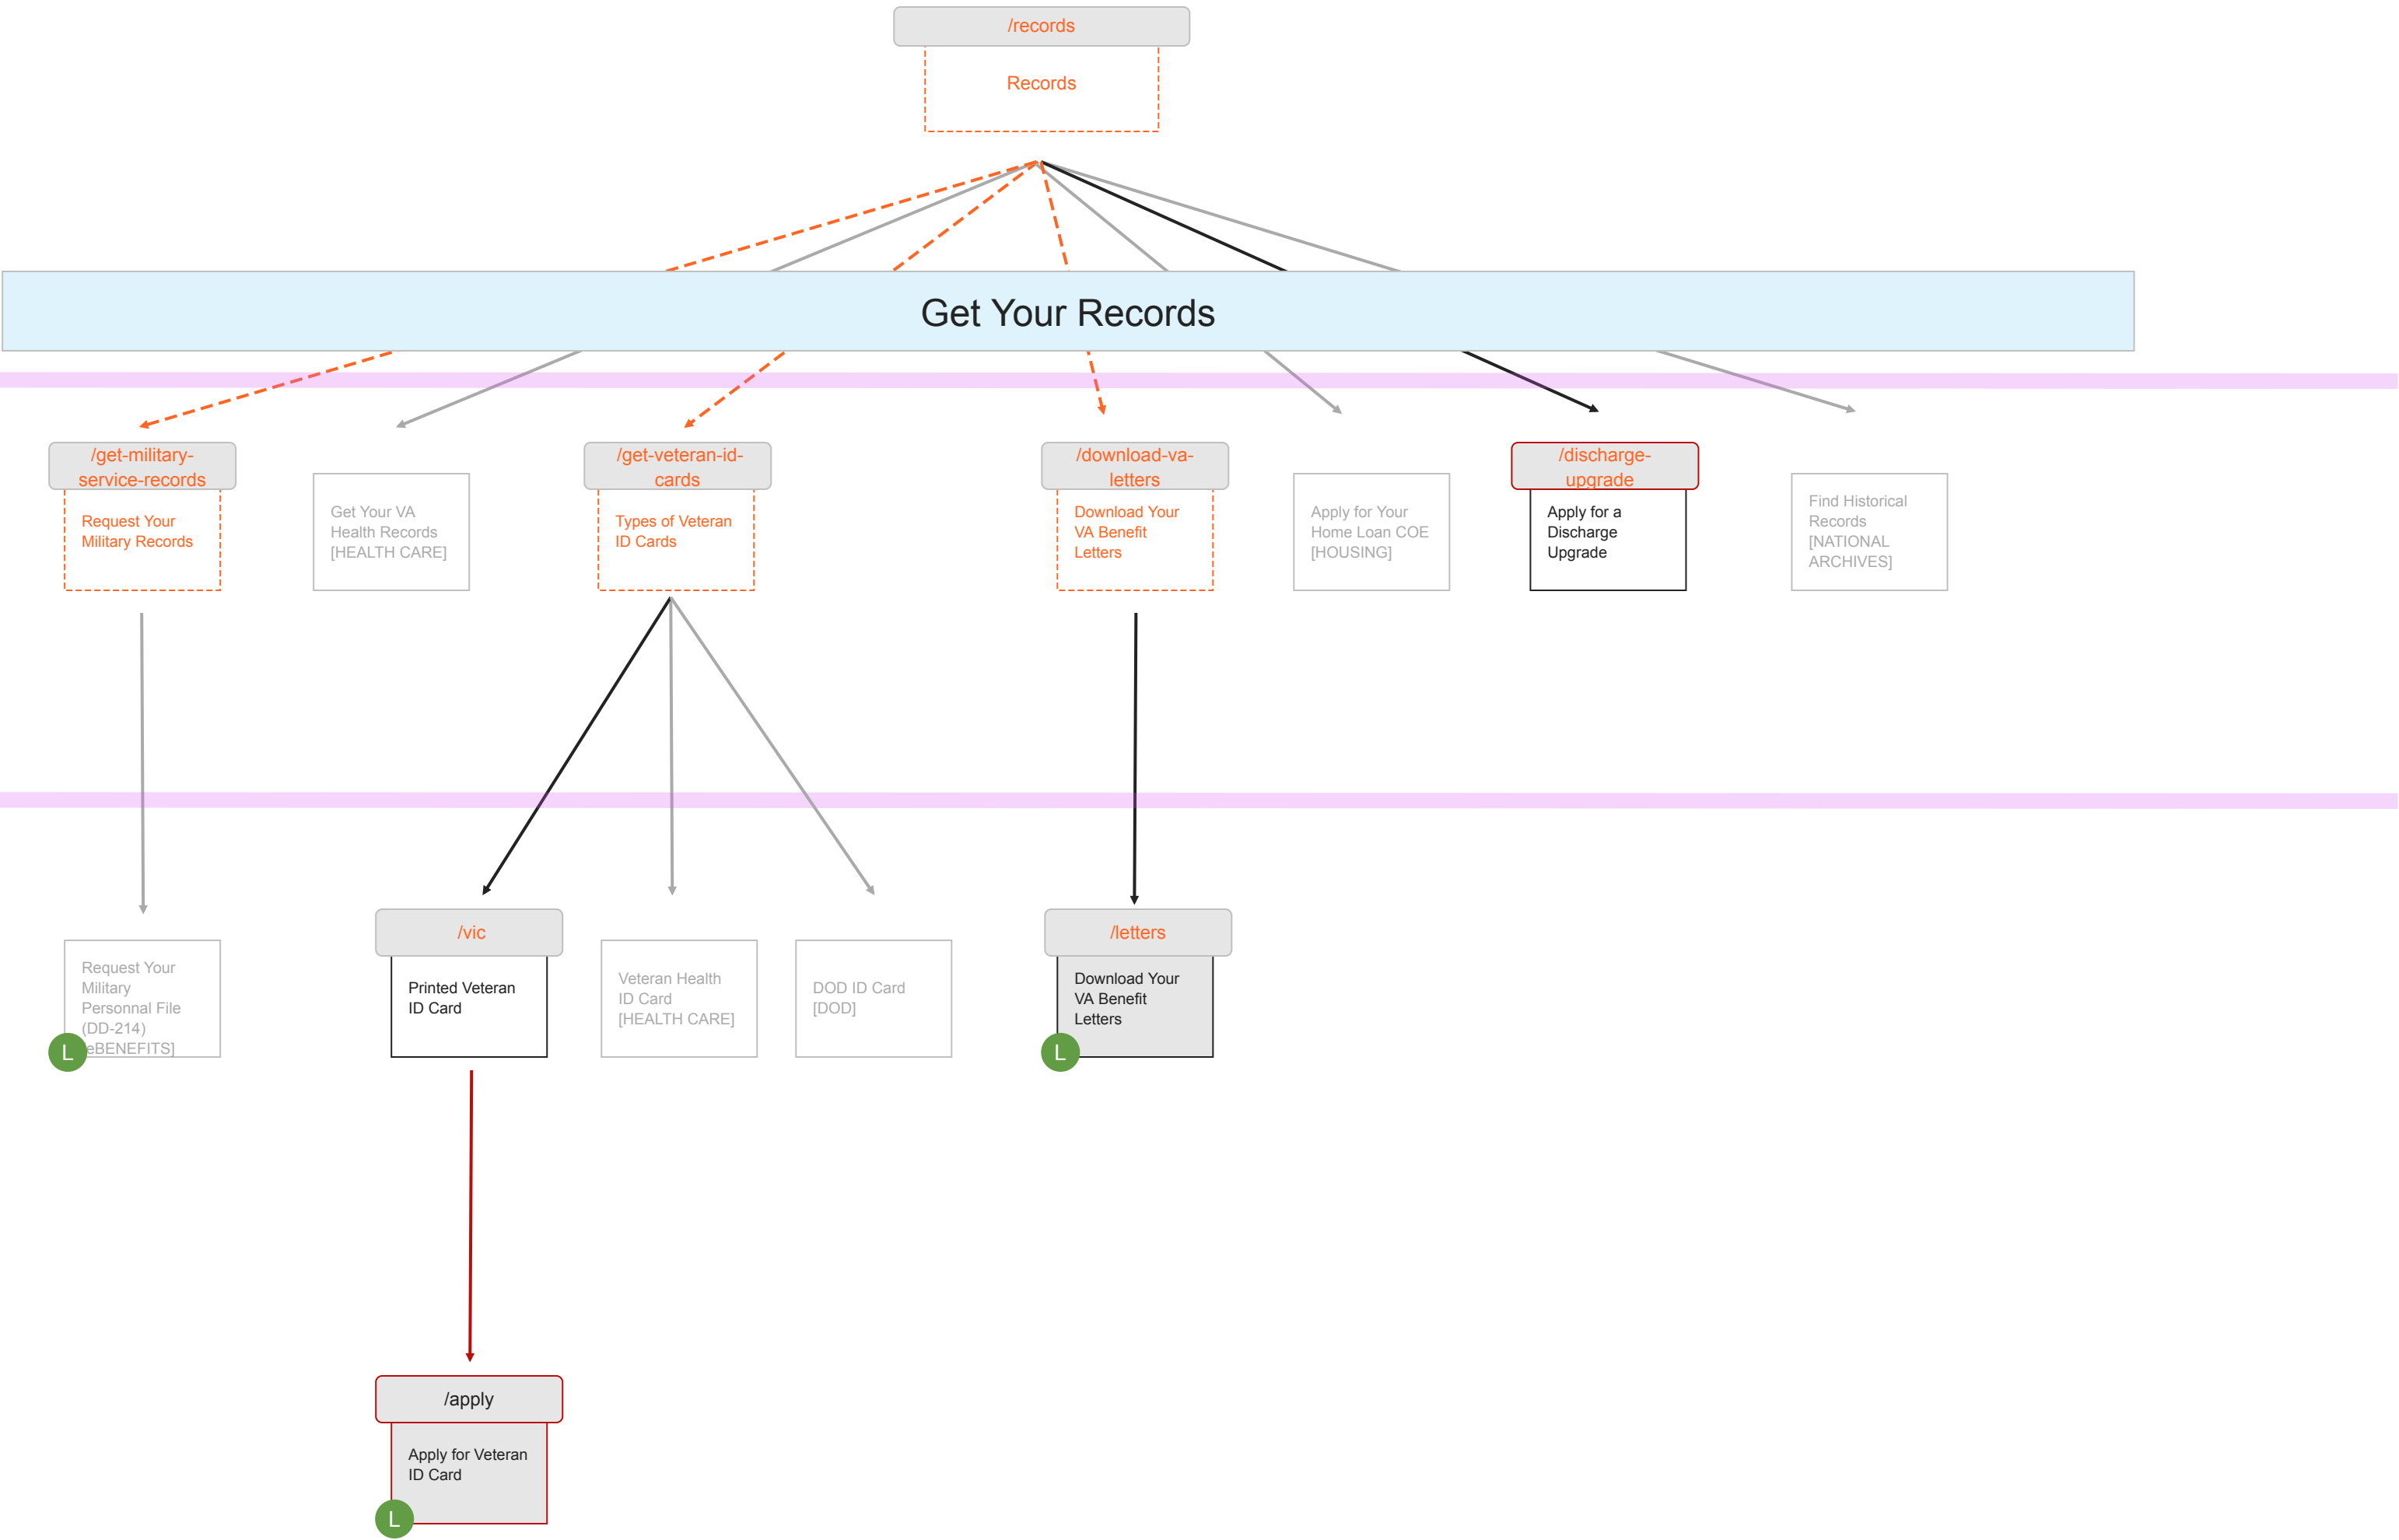 /records
Records
Get Your Records
/get-military-
service-records
Request Your
Military Records
Get Your VA
Health Records
[HEALTH CARE]
/get-veteran-id-
cards
Types of Veteran
ID Cards
/download-va-
letters
Download Your
VA Benefit
Letters
Apply for Your
Home Loan COE
[HOUSING]
/discharge-
upgrade
Apply for a
Discharge
Upgrade
Find Historical
Records
[NATIONAL
ARCHIVES]
Request Your
Military
Personnal File
(DD-214)
eBENEFITS]
L
/vic
Printed Veteran
ID Card
Veteran Health
ID Card
[HEALTH CARE]
DOD ID Card
[DOD]
/letters
Download Your
VA Benefit
Letters
L
/apply
Apply for Veteran
ID Card
L